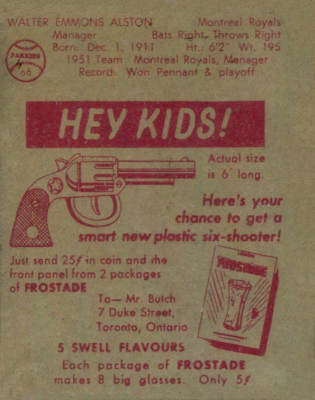 WALTER EMMONS ALSTON Montreal Royals
Manager Bats Right, Throws Right
Born: Dec. 1, 1911 Ht.: 6'2" Wt. 195
1951 Team Montreal Royals, Manager
Record: Won Pennant & playoff
PARKHIE
66
HEY KIDS!
Actual size
is 6" long.
Here's your
chance to get a
smart new plastic six-shooter!
Just send 25¢ in coin and the
front panel from 2 packages
of FROSTADE
To— Mr. Butch
7 Duke Street,
Toronto, Ontario
FROSTADE
5 SWELL FLAVOURS
Each package of FROSTADE
makes 8 big glasses. Only 5¢